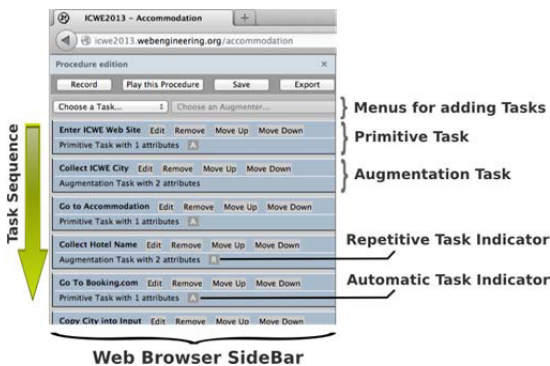 ICWE2013 – Accommodation
icwe2013.webengineering.org/accommodation
Procedure edition ×
Record Play this Procedure Save Export
Choose a Task... Choose an Augmenter...
Menus for adding Tasks
Enter ICWE Web Site Edit Remove Move Up Move Down
Primitive Task with 1 attributes A
Primitive Task
Collect ICWE City Edit Remove Move Up Move Down
Augmentation Task with 2 attributes
Augmentation Task
Go to Accommodation Edit Remove Move Up Move Down
Primitive Task with 1 attributes A
Collect Hotel Name Edit Remove Move Up Move Down
Augmentation Task with 2 attributes
Repetitive Task Indicator
Go To Booking.com Edit Remove Move Up Move Down
Primitive Task with 1 attributes A
Automatic Task Indicator
Copy City into Input Edit Remove Move Up Move Down
Task Sequence
Web Browser SideBar